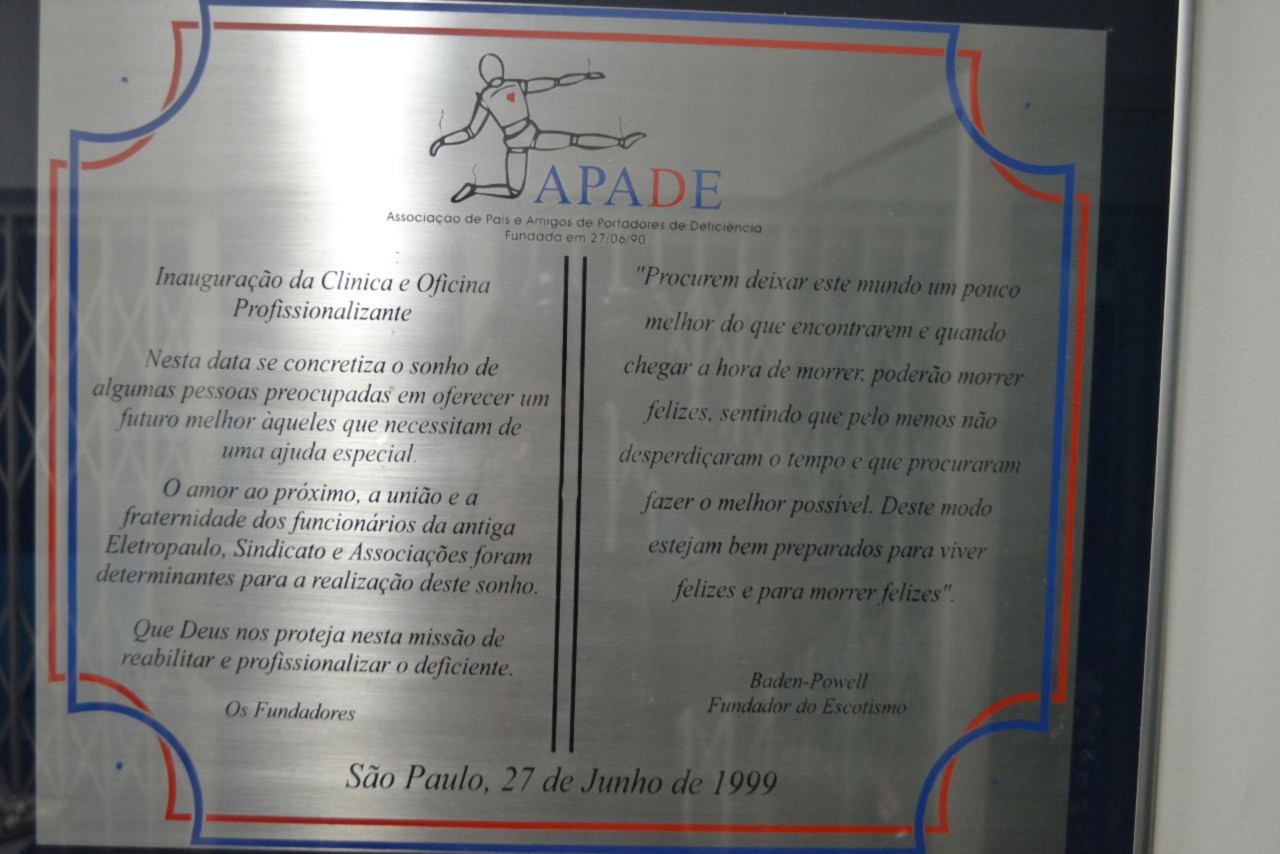 APADE
Associação de Pais e Amigos de Portadores de Deficiência
Fundada em 27/06/90
Inauguração da Clinica e Oficina
Profissionalizante
Nesta data se concretiza o sonho de
algumas pessoas preocupadas em oferecer um
futuro melhor àqueles que necessitam de
uma ajuda especial.
O amor ao próximo, a união e a
fraternidade dos funcionários da antiga
Eletropaulo, Sindicato e Associações foram
determinantes para a realização deste sonho.
Que Deus nos proteja nesta missão de
reabilitar e profissionalizar o deficiente.
Os Fundadores
"Procurem deixar este mundo um pouco
melhor do que encontrarem e quando
chegar a hora de morrer, poderão morrer
felizes, sentindo que pelo menos não
desperdiçaram o tempo e que procuraram
fazer o melhor possível. Deste modo
estejam bem preparados para viver
felizes e para morrer felizes".
Baden-Powell
Fundador do Escotismo
São Paulo, 27 de Junho de 1999